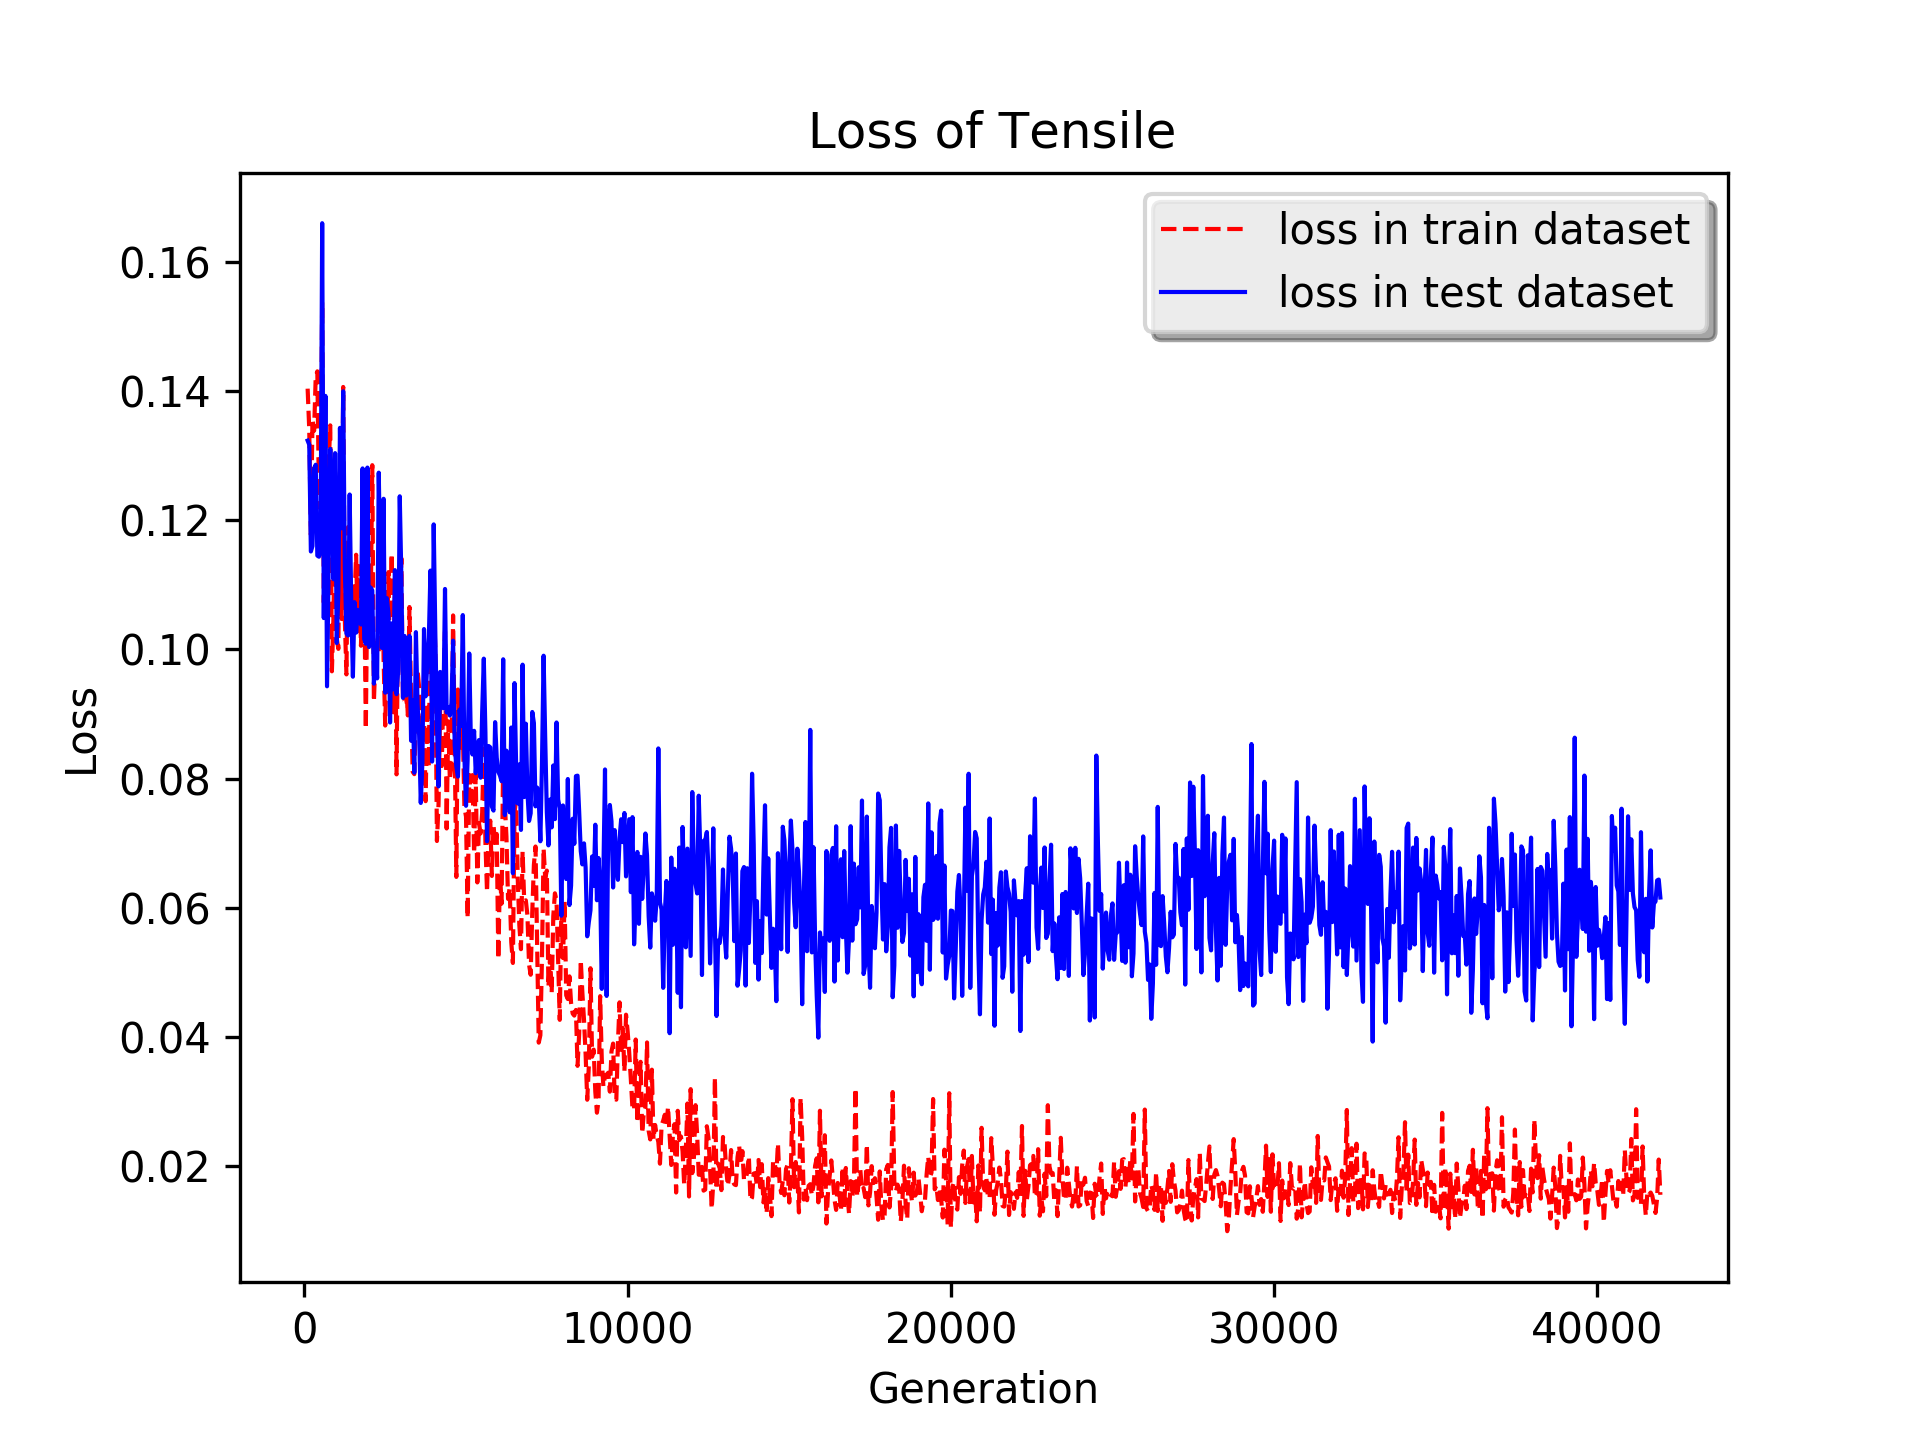 Loss of Tensile
loss in train dataset
loss in test dataset
0.16
0.14
0.12
0.10
0.08
0.06
0.04
0.02
Loss
0 10000 20000 30000 40000
Generation